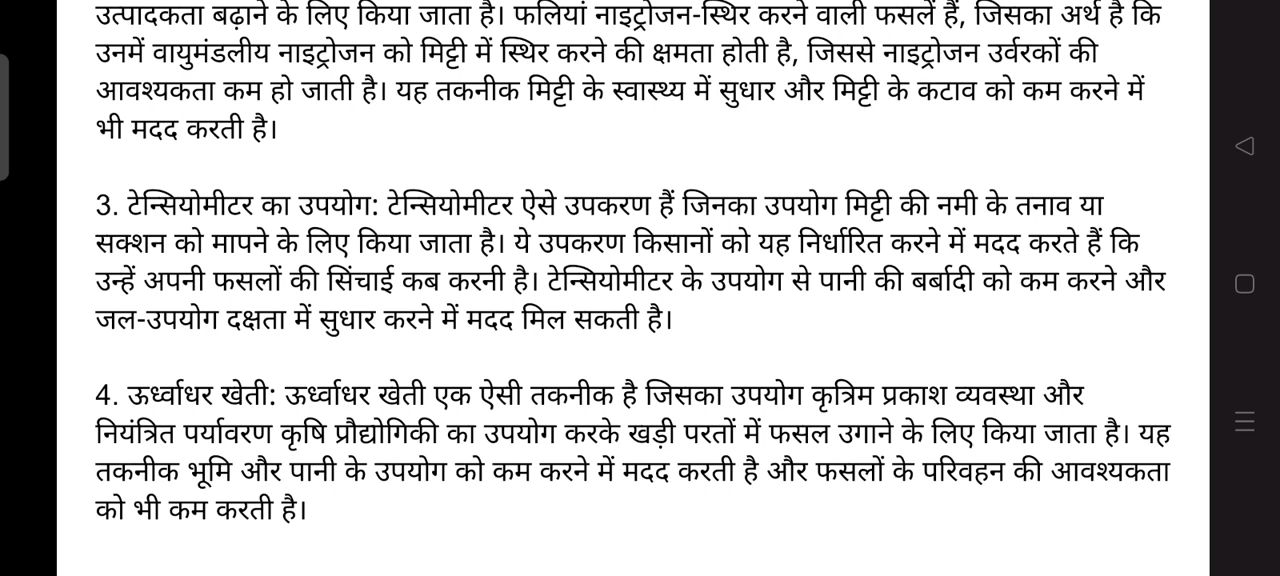 उत्पादकता बढ़ाने के लिए किया जाता है। फलियां नाइट्रोजन-स्थिर करने वाली फसलें हैं, जिसका अर्थ है कि
उनमें वायुमंडलीय नाइट्रोजन को मिट्टी में स्थिर करने की क्षमता होती है, जिससे नाइट्रोजन उर्वरकों की
आवश्यकता कम हो जाती है। यह तकनीक मिट्टी के स्वास्थ्य में सुधार और मिट्टी के कटाव को कम करने में
भी मदद करती है।
3. टेन्सियोमीटर का उपयोग: टेन्सियोमीटर ऐसे उपकरण हैं जिनका उपयोग मिट्टी की नमी के तनाव या
सक्शन को मापने के लिए किया जाता है। ये उपकरण किसानों को यह निर्धारित करने में मदद करते हैं कि
उन्हें अपनी फसलों की सिंचाई कब करनी है। टेन्सियोमीटर के उपयोग से पानी की बर्बादी को कम करने और
जल-उपयोग दक्षता में सुधार करने में मदद मिल सकती है।
4. ऊर्ध्वाधर खेती: ऊर्ध्वाधर खेती एक ऐसी तकनीक है जिसका उपयोग कृत्रिम प्रकाश व्यवस्था और
नियंत्रित पर्यावरण कृषि प्रौद्योगिकी का उपयोग करके खड़ी परतों में फसल उगाने के लिए किया जाता है। यह
तकनीक भूमि और पानी के उपयोग को कम करने में मदद करती है और फसलों के परिवहन की आवश्यकता
को भी कम करती है।